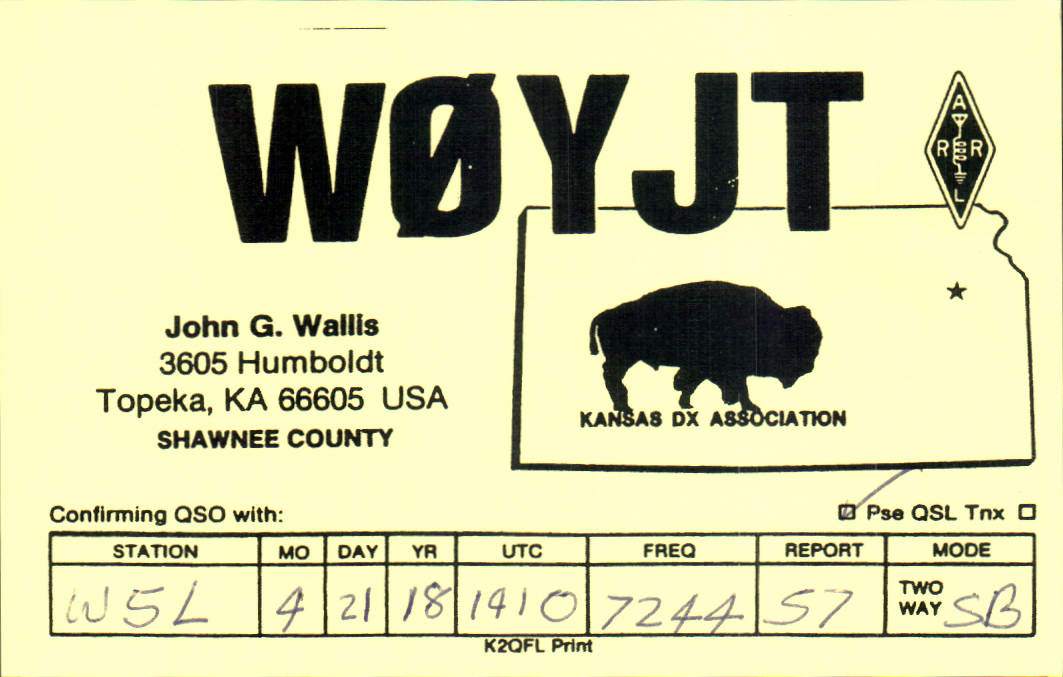 WØYJT
A
R R
L
John G. Wallis
3605 Humboldt
Topeka, KA 66605 USA
SHAWNEE COUNTY
KANSAS DX ASSOCIATION
Confirming QSO with:
Pse QSL Tnx
STATION MO DAY YR UTC FREQ REPORT MODE
W5L 4 21 18 1910 7244 57 TWO WAY SB
K2QFL Print